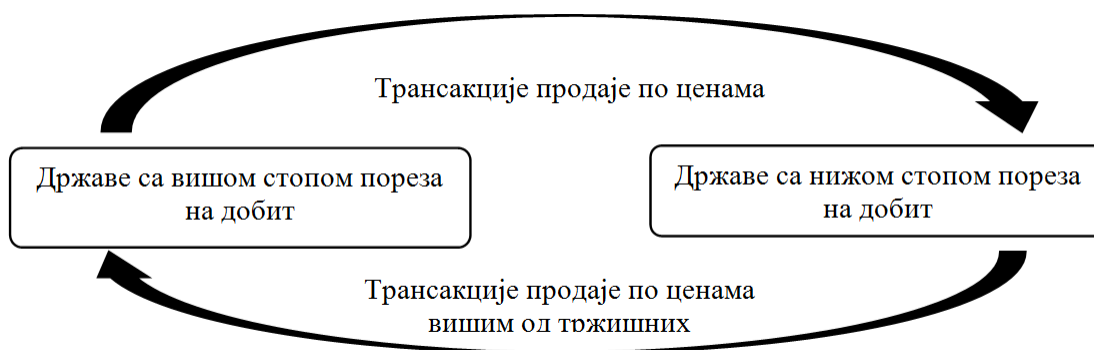 Трансакције продаје по ценама
Државе са вишом стопом пореза
на добит
Државе са нижом стопом пореза
на добит
Трансакције продаје по ценама
вишим од тржишних